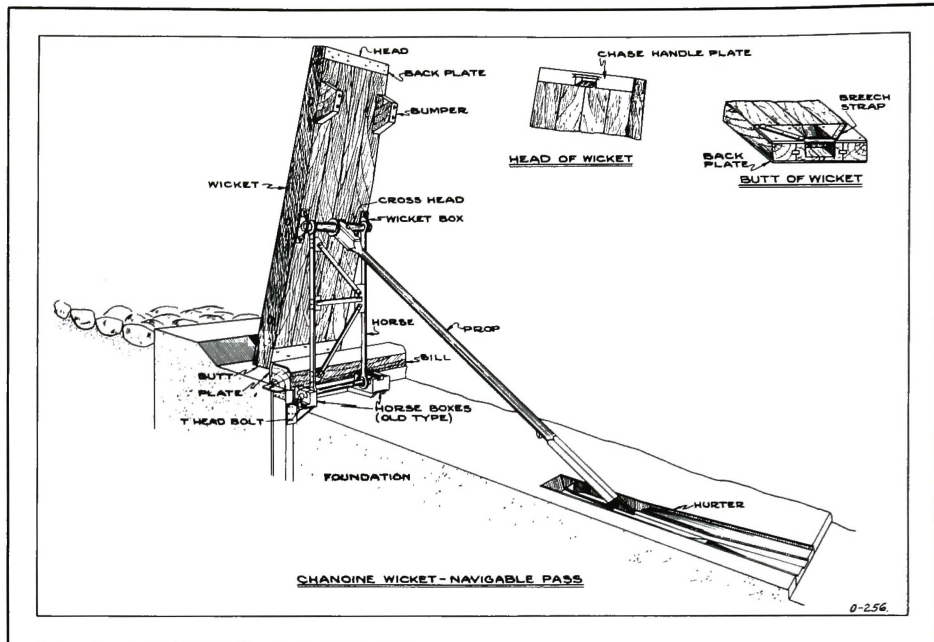 HEAD
BACK PLATE
BUMPER
WICKET
CROSS HEAD
WICKET BOX
HORSE
PROP
SILL
BUTT
PLATE
T HEAD BOLT
HORSE BOXES
(OLD TYPE)
FOUNDATION
HURTER
CHASE HANDLE PLATE
HEAD OF WICKET
BREECH
STRAP
BACK
PLATE
BUTT OF WICKET
CHANOINE WICKET - NAVIGABLE PASS
O-256.